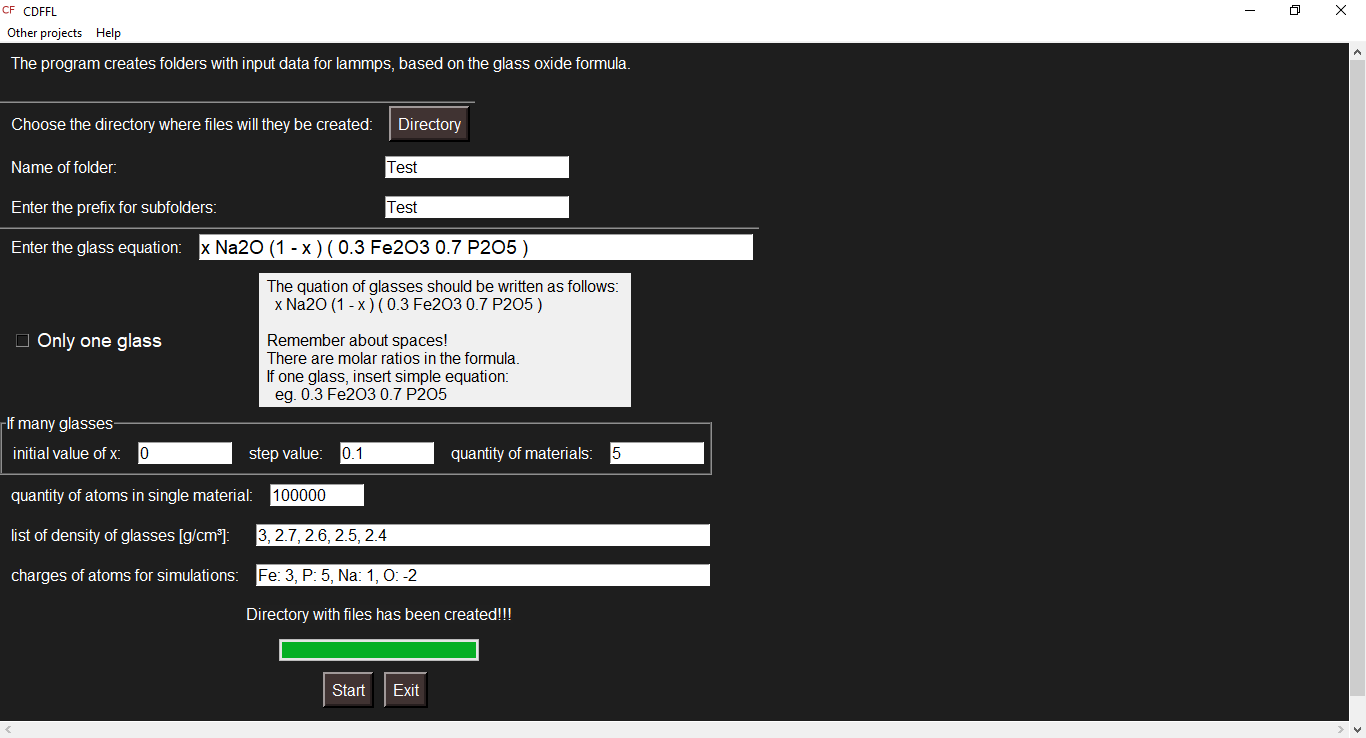 CF CDFFL
Other projects Help
The program creates folders with input data for lammps, based on the glass oxide formula.
Choose the directory where files will they be created: Directory
Name of folder: Test
Enter the prefix for subfolders: Test
Enter the glass equation: x Na2O (1 - x ) ( 0.3 Fe2O3 0.7 P2O5 )
The quation of glasses should be written as follows:
x Na2O (1 - x ) ( 0.3 Fe2O3 0.7 P2O5 )
Only one glass
Remember about spaces!
There are molar ratios in the formula.
If one glass, insert simple equation:
eg. 0.3 Fe2O3 0.7 P2O5
If many glasses
initial value of x: 0 step value: 0.1 quantity of materials: 5
quantity of atoms in single material: 100000
list of density of glasses [g/cm³]: 3, 2.7, 2.6, 2.5, 2.4
charges of atoms for simulations: Fe: 3, P: 5, Na: 1, O: -2
Directory with files has been created!!!
Start Exit